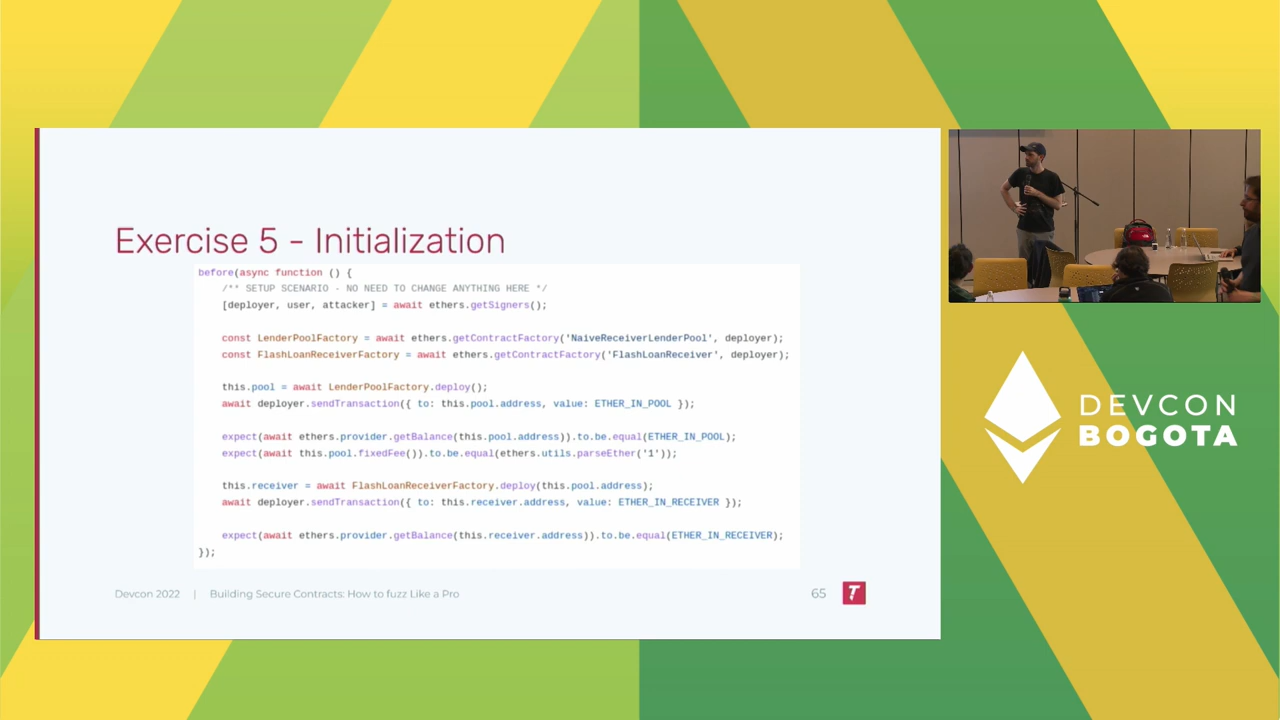 Exercise 5 - Initialization
before(async function () {
/** SETUP SCENARIO - NO NEED TO CHANGE ANYTHING HERE */
[deployer, user, attacker] = await ethers.getSigners();
const LenderPoolFactory = await ethers.getContractFactory('NaiveReceiverLenderPool', deployer);
const FlashLoanReceiverFactory = await ethers.getContractFactory('FlashLoanReceiver', deployer);
this.pool = await LenderPoolFactory.deploy();
await deployer.sendTransaction({ to: this.pool.address, value: ETHER_IN_POOL });
expect(await ethers.provider.getBalance(this.pool.address)).to.be.equal(ETHER_IN_POOL);
expect(await this.pool.fixedFee()).to.be.equal(ethers.utils.parseEther('1'));
this.receiver = await FlashLoanReceiverFactory.deploy(this.pool.address);
await deployer.sendTransaction({ to: this.receiver.address, value: ETHER_IN_RECEIVER });
expect(await ethers.provider.getBalance(this.receiver.address)).to.be.equal(ETHER_IN_RECEIVER);
});
Devcon 2022 | Building Secure Contracts: How to fuzz Like a Pro
65
T
DEVCON
BOGOTA